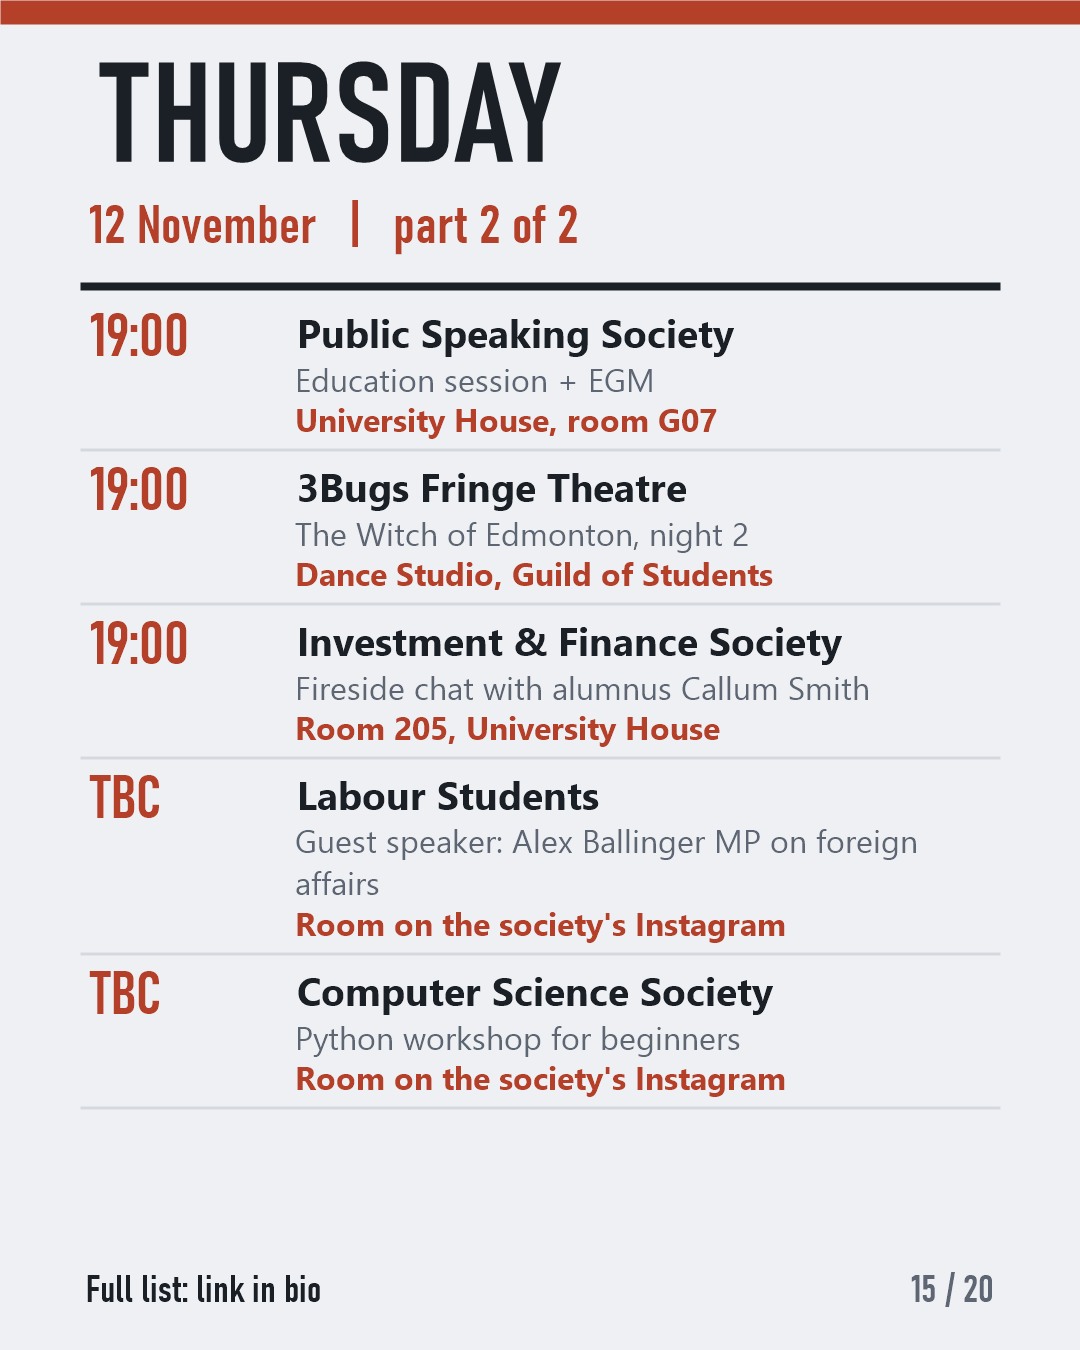 THURSDAY
12 November | part 2 of 2
19:00
Public Speaking Society
Education session + EGM
University House, room G07
19:00
3Bugs Fringe Theatre
The Witch of Edmonton, night 2
Dance Studio, Guild of Students
19:00
Investment & Finance Society
Fireside chat with alumnus Callum Smith
Room 205, University House
TBC
Labour Students
Guest speaker: Alex Ballinger MP on foreign
affairs
Room on the society's Instagram
TBC
Computer Science Society
Python workshop for beginners
Room on the society's Instagram
Full list: link in bio
15 / 20